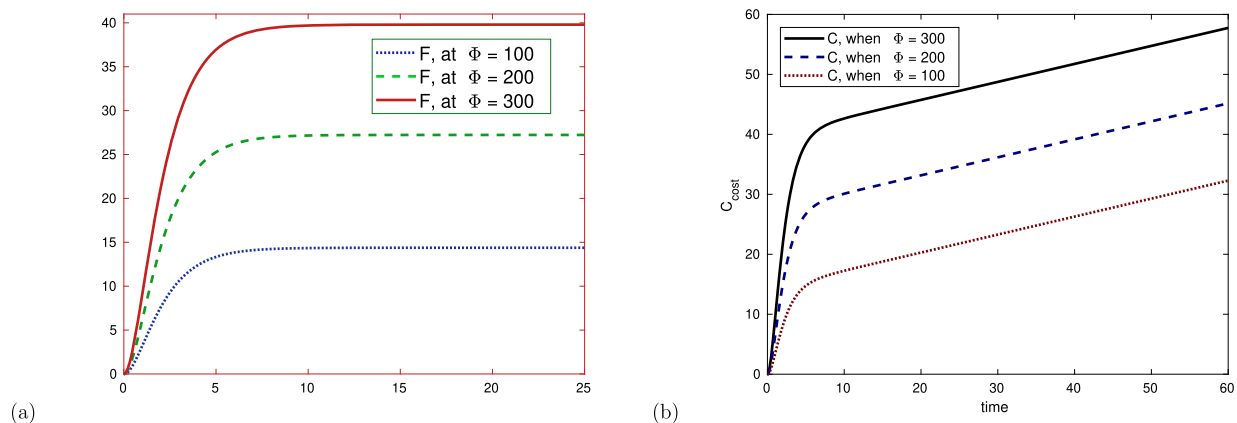 40
35
30
25
20
15
10
5
0
0 5 10 15 20 25
F, at Φ = 100
F, at Φ = 200
F, at Φ = 300
(a)
60
50
40
30
20
10
0
0 10 20 30 40 50 60
C_cost
time
C, when Φ = 300
C, when Φ = 200
C, when Φ = 100
(b)